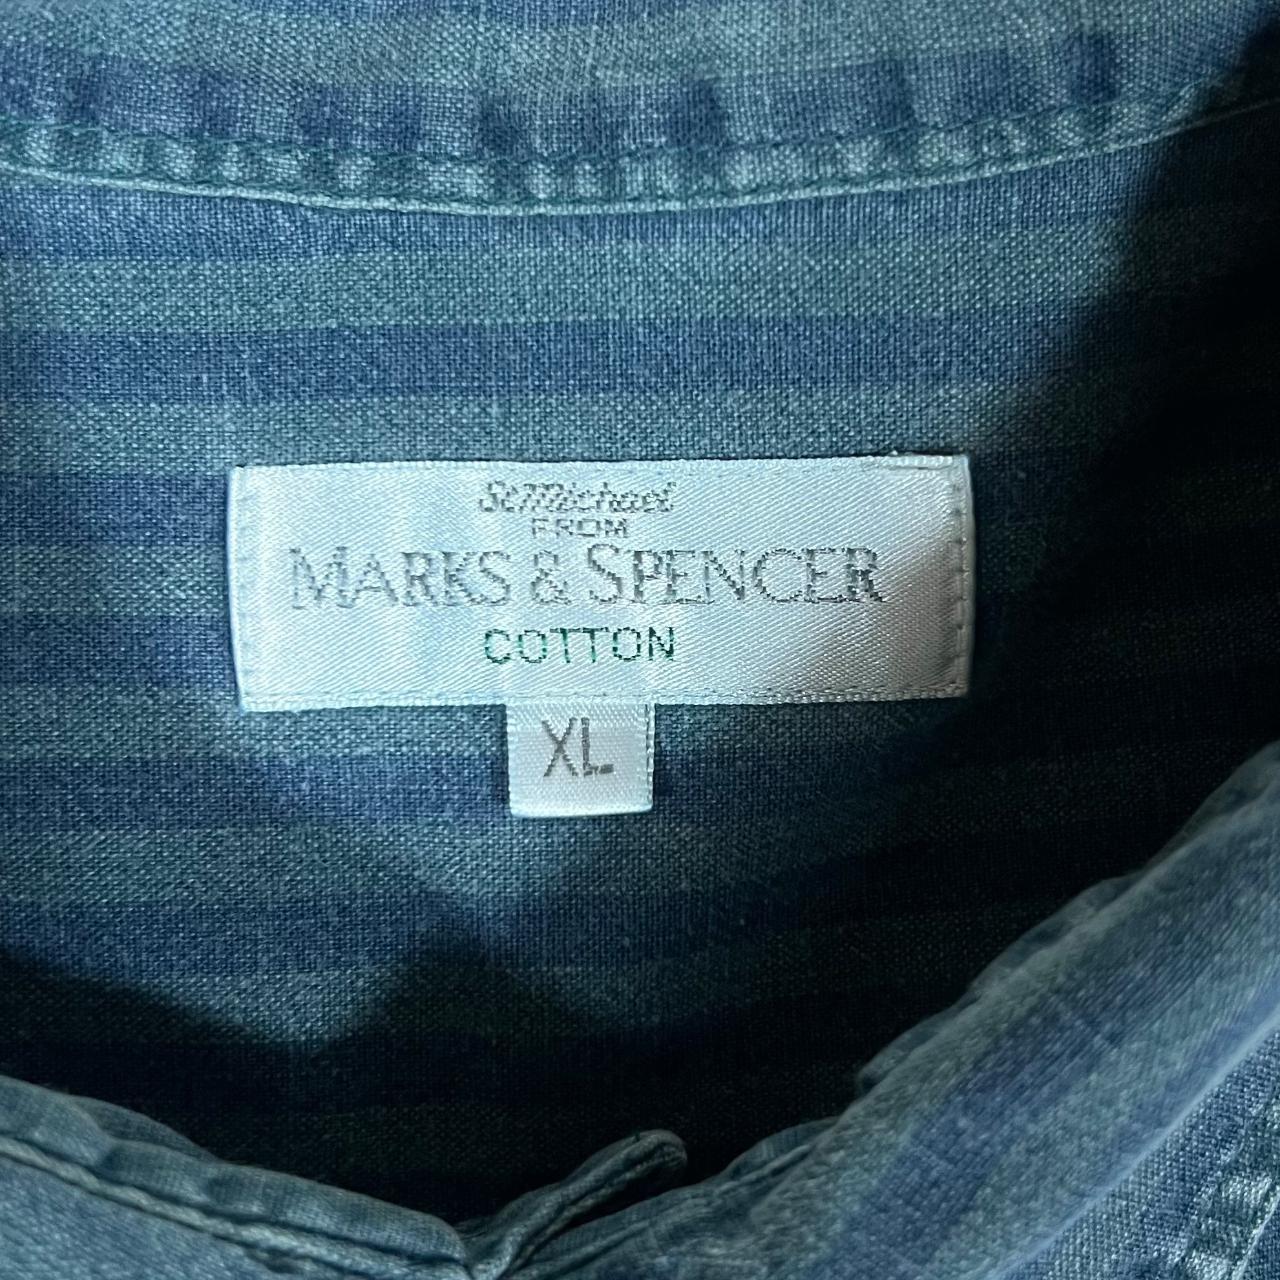 St Michael
FROM
MARKS & SPENCER
COTTON
XL